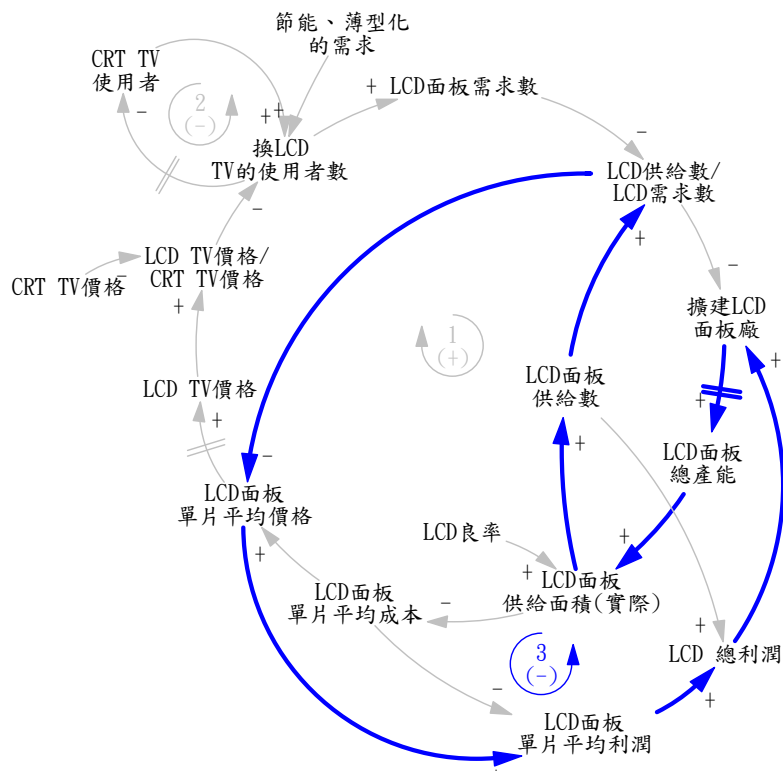 節能、薄型化
的需求
CRT TV
使用者
-
2
(-)
+
+
+ LCD面板需求數
換LCD
TV的使用者數
-
-
LCD供給數/
LCD需求數
+
-
LCD TV價格/
CRT TV價格
-
CRT TV價格
+
擴建LCD
面板廠
+
1
(+)
LCD面板
供給數
LCD TV價格
+
+
+
LCD面板
總產能
-
LCD面板
單片平均價格
+
LCD良率
+
+
LCD面板
供給面積(實際)
LCD面板
單片平均成本
-
+
LCD 總利潤
3
(-)
-
+
LCD面板
單片平均利潤